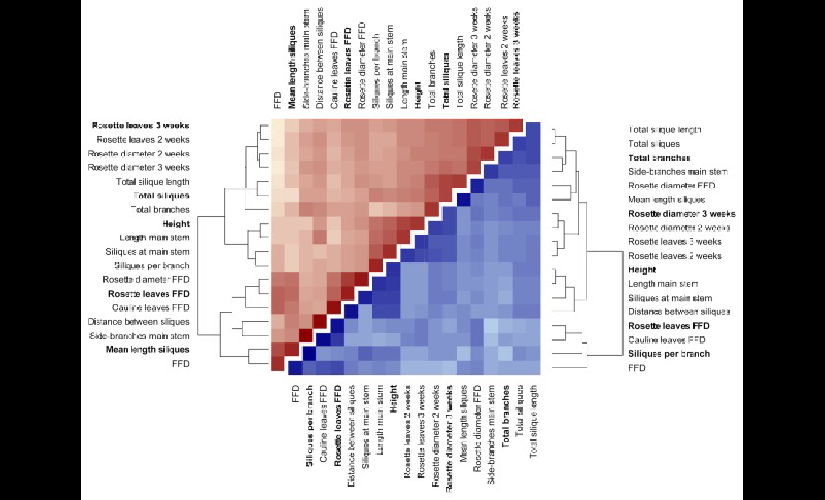 FFD
Mean length siliques
Side-branches main stem
Distance between siliques
Cauline leaves FFD
Rosette leaves FFD
Rosette diameter FFD
Siliques per branch
Siliques at main stem
Length main stem
Height
Total branches
Total siliques
Total silique length
Rosette diameter 3 weeks
Rosette diameter 2 weeks
Rosette leaves 2 weeks
Rosette leaves 3 weeks
Rosette leaves 3 weeks
Rosette leaves 2 weeks
Rosette diameter 2 weeks
Rosette diameter 3 weeks
Total silique length
Total siliques
Total branches
Height
Length main stem
Siliques at main stem
Siliques per branch
Rosette diameter FFD
Rosette leaves FFD
Cauline leaves FFD
Distance between siliques
Side-branches main stem
Mean length siliques
FFD
Total silique length
Total siliques
Total branches
Side-branches main stem
Rosette diameter FFD
Mean length siliques
Rosette diameter 3 weeks
Rosette diameter 2 weeks
Rosette leaves 3 weeks
Rosette leaves 2 weeks
Height
Length main stem
Siliques at main stem
Distance between siliques
Rosette leaves FFD
Cauline leaves FFD
Siliques per branch
FFD
FFD
Siliques per branch
Cauline leaves FFD
Rosette leaves FFD
Distance between siliques
Siliques at main stem
Length main stem
Height
Rosette leaves 2 weeks
Rosette leaves 3 weeks
Rosette diameter 2 weeks
Rosette diameter 3 weeks
Mean length siliques
Rosette diameter FFD
Side-branches main stem
Total branches
Total siliques
Total silique length